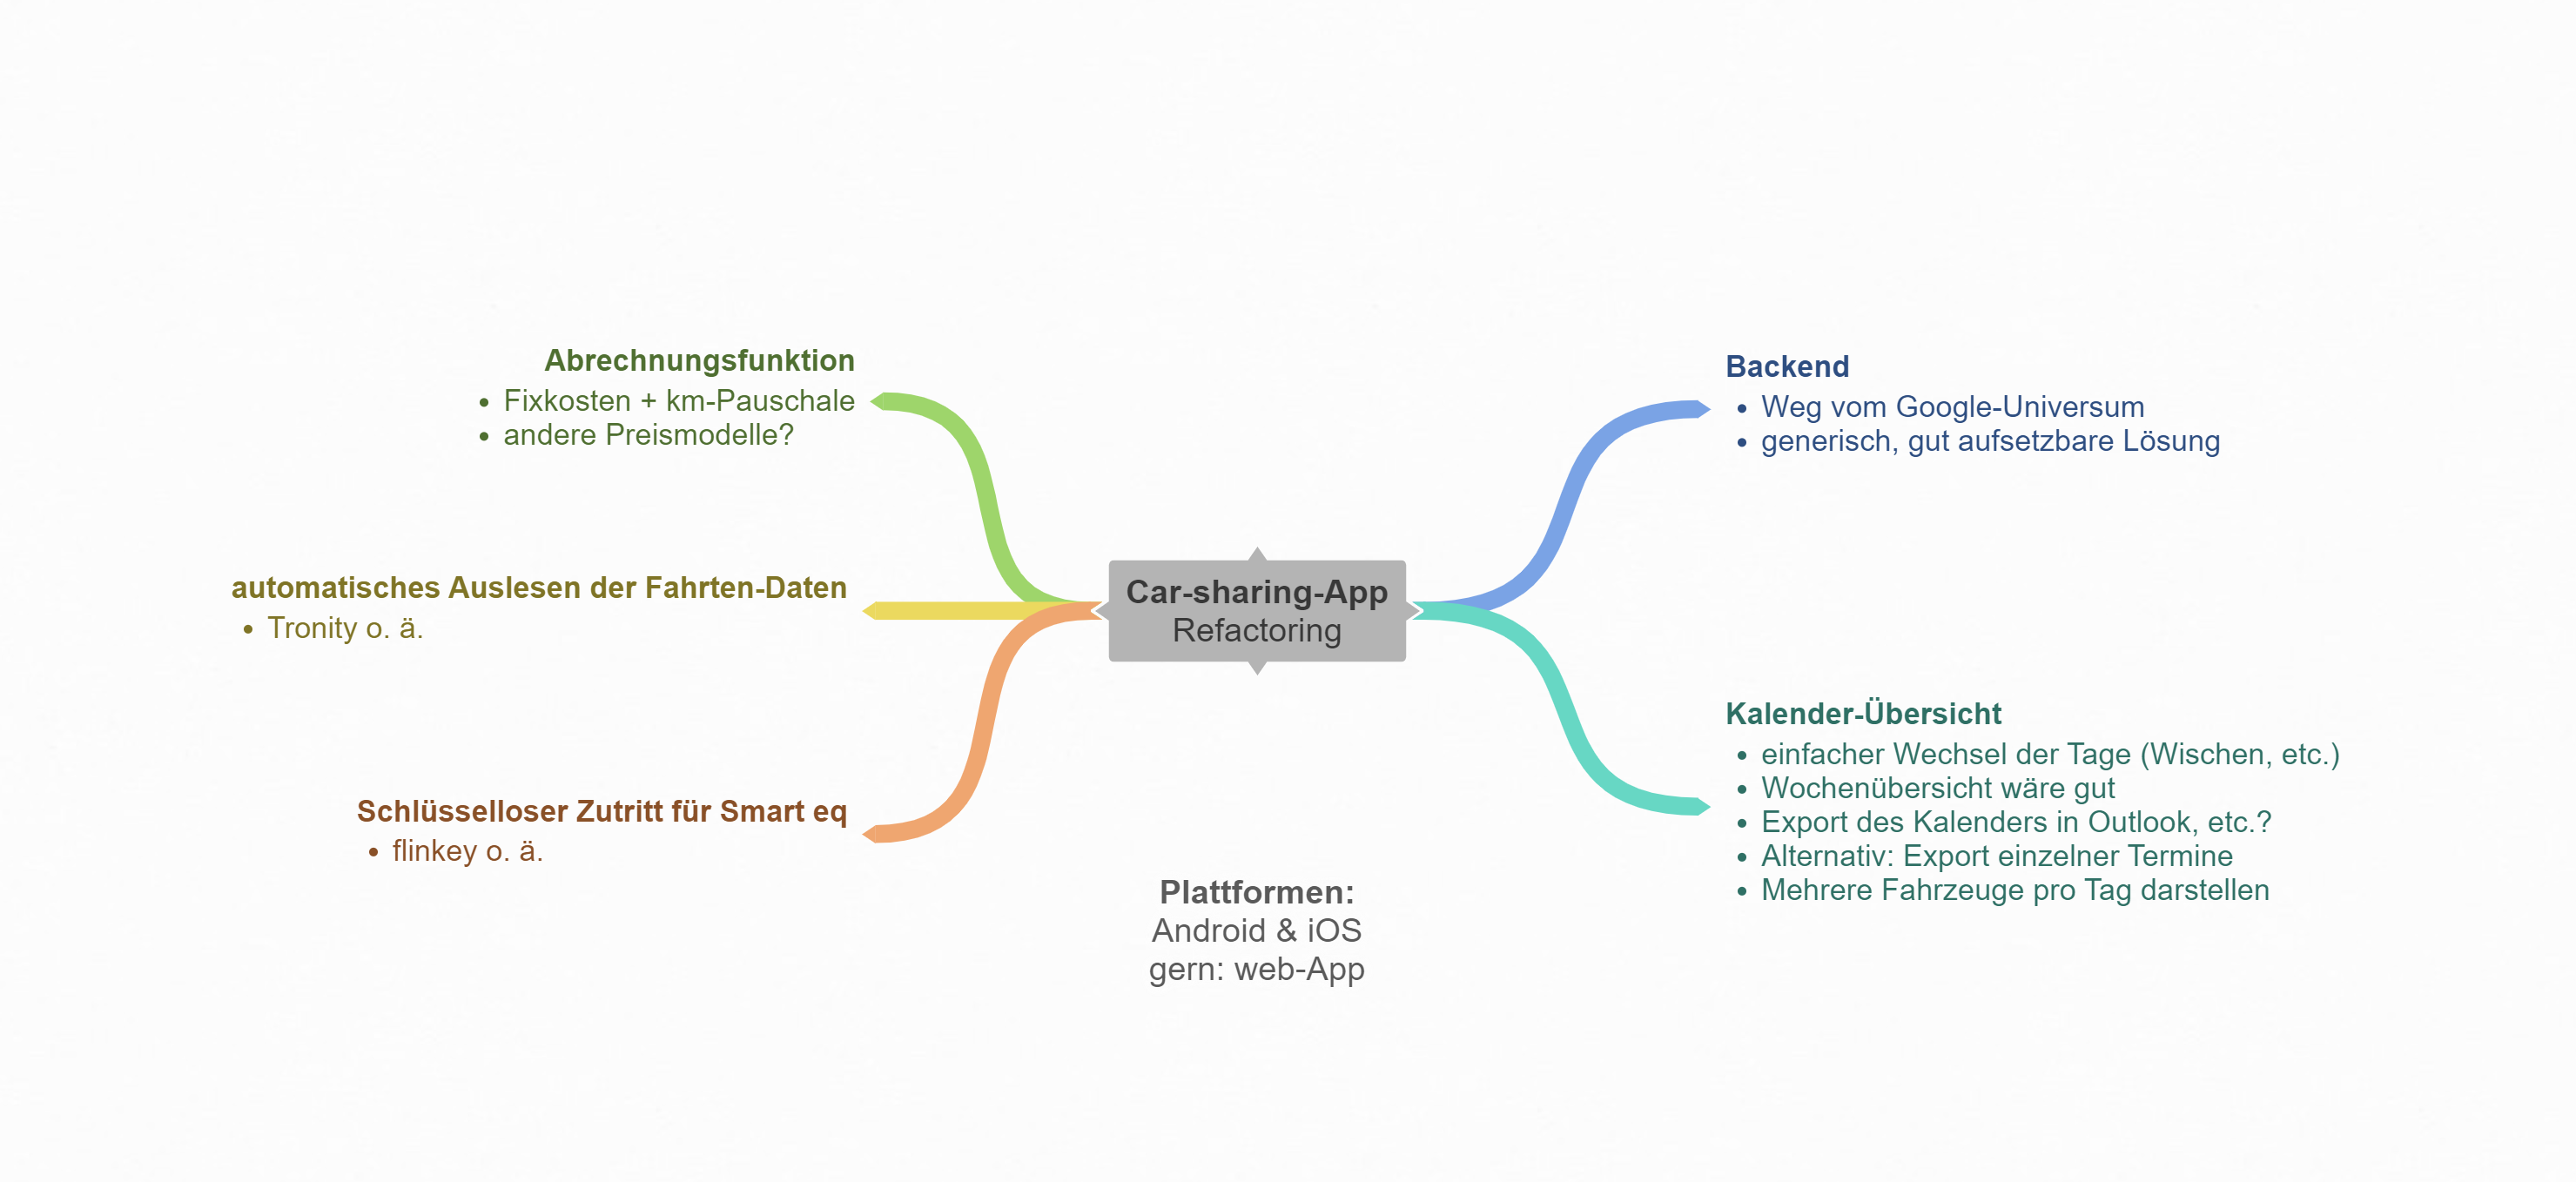 Car-sharing-App
Refactoring
Abrechnungsfunktion
• Fixkosten + km-Pauschale
• andere Preismodelle?
automatisches Auslesen der Fahrten-Daten
• Tronity o. ä.
Schlüsselloser Zutritt für Smart eq
• flinkey o. ä.
Backend
• Weg vom Google-Universum
• generisch, gut aufsetzbare Lösung
Kalender-Übersicht
• einfacher Wechsel der Tage (Wischen, etc.)
• Wochenübersicht wäre gut
• Export des Kalenders in Outlook, etc.?
• Alternativ: Export einzelner Termine
• Mehrere Fahrzeuge pro Tag darstellen
Plattformen:
Android & iOS
gern: web-App